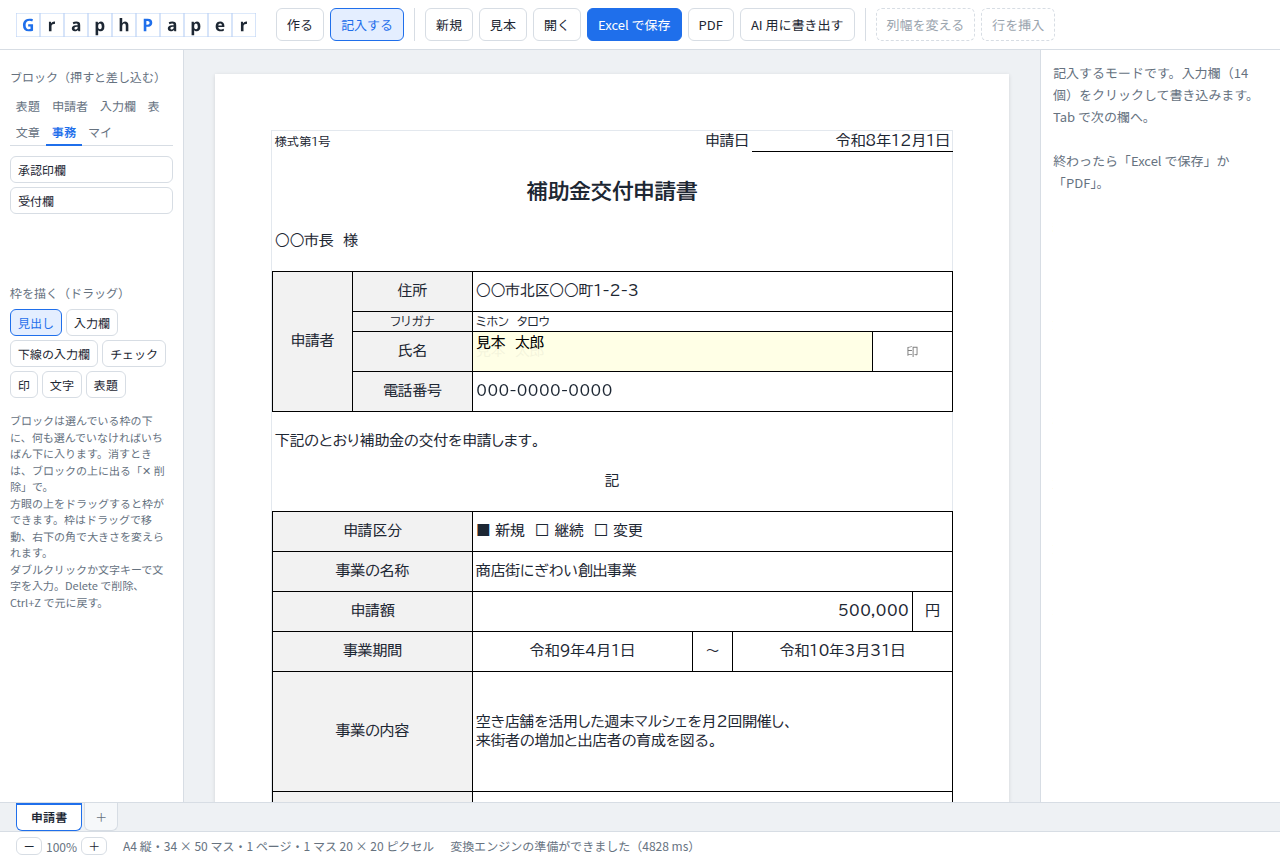 GraphPaper 作る 記入する 新規 見本 開く Excel で保存 PDF AI 用に書き出す 列幅を変える 行を挿入
ブロック（押すと差し込む）
表題 申請者 入力欄 表
文章 事務 マイ
承認印欄
受付欄
枠を描く（ドラッグ）
見出し 入力欄
下線の入力欄 チェック
印 文字 表題
ブロックは選んでいる枠の下
に、何も選んでいなければいち
ばん下に入ります。消すとき
は、ブロックの上に出る「✕ 削
除」で。
方眼の上をドラッグすると枠が
できます。枠はドラッグで移
動、右下の角で大きさを変えら
れます。
ダブルクリックか文字キーで文
字を入力。Delete で削除、
Ctrl+Z で元に戻す。
様式第1号 申請日 令和8年12月1日
補助金交付申請書
〇〇市長 様
申請者
住所 〇〇市北区〇〇町1-2-3
フリガナ ミホン タロウ
氏名 見本 太郎 印
電話番号 000-0000-0000
下記のとおり補助金の交付を申請します。
記
申請区分 ■ 新規 □ 継続 □ 変更
事業の名称 商店街にぎわい創出事業
申請額 500,000 円
事業期間 令和9年4月1日 ～ 令和10年3月31日
事業の内容
空き店舗を活用した週末マルシェを月2回開催し、
来街者の増加と出店者の育成を図る。
記入するモードです。入力欄（14
個）をクリックして書き込みます。
Tab で次の欄へ。
終わったら「Excel で保存」か
「PDF」。
申請書 ＋
－ 100% ＋ A4 縦・34 × 50 マス・1 ページ・1 マス 20 × 20 ピクセル 変換エンジンの準備ができました（4828 ms）